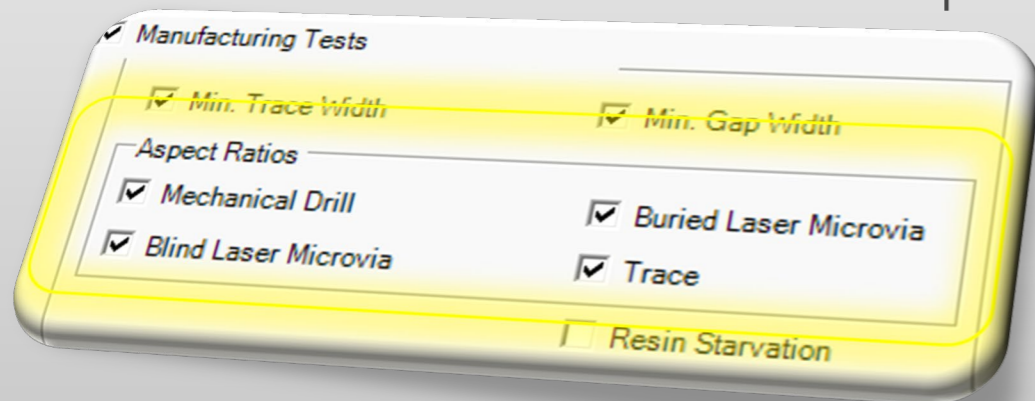 Manufacturing Tests
Min. Trace Width Min. Gap Width
Aspect Ratios
Mechanical Drill Buried Laser Microvia
Blind Laser Microvia Trace
Resin Starvation